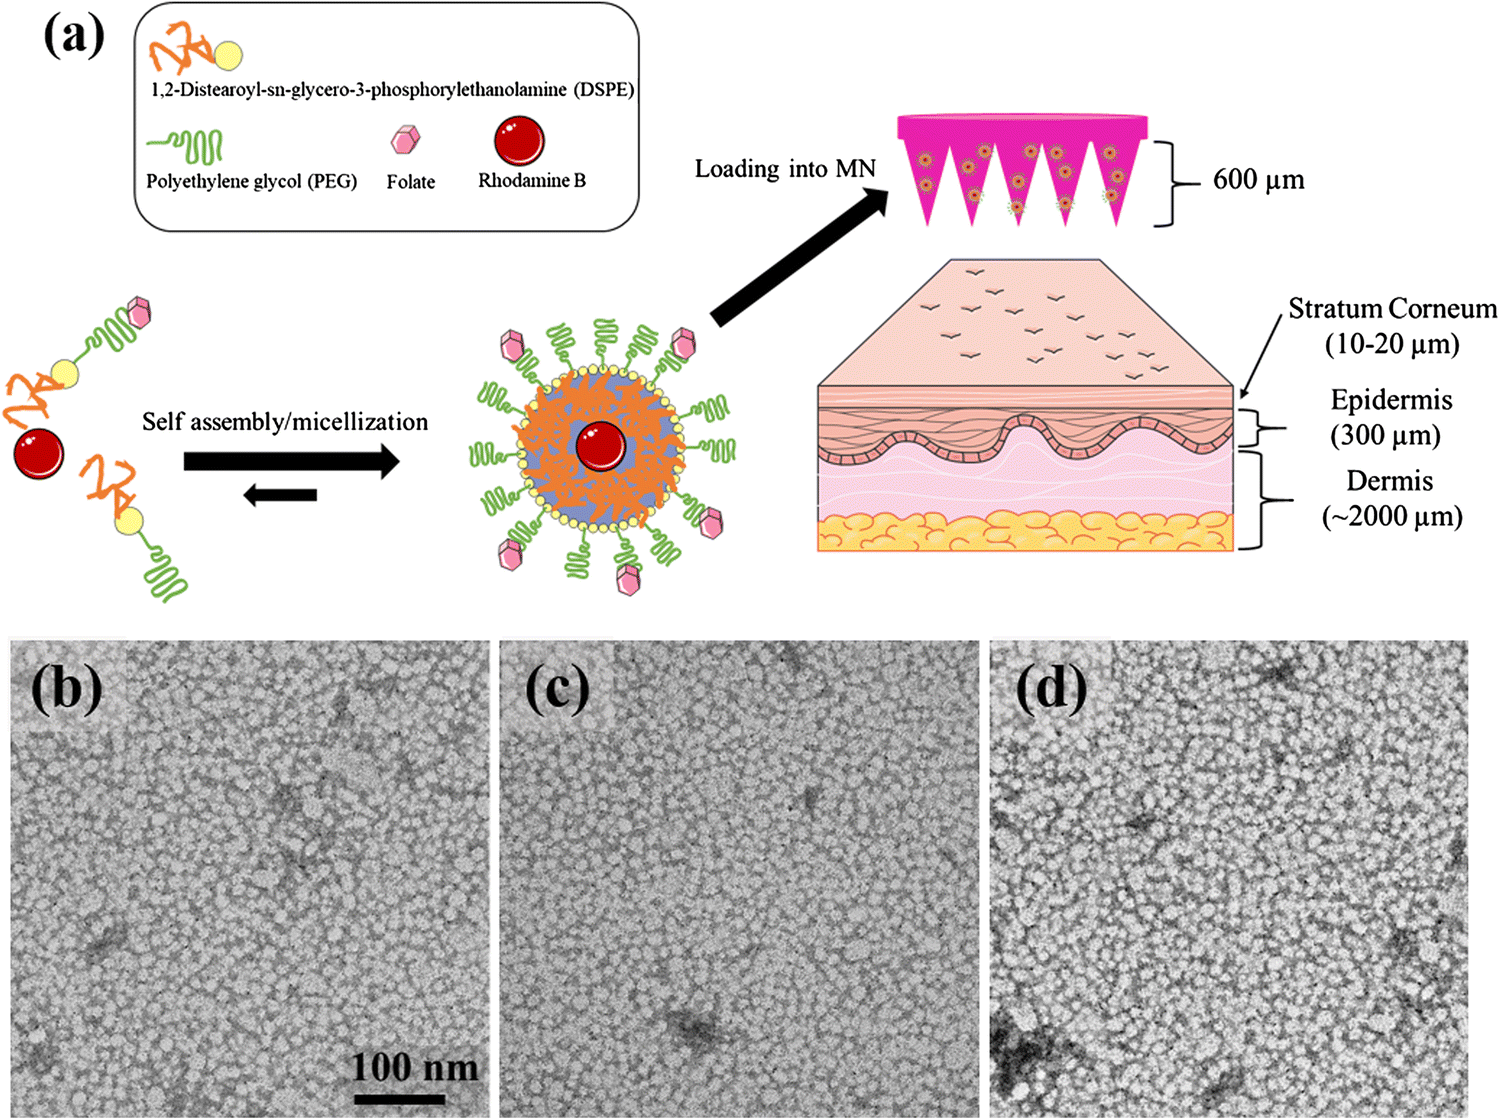 (a)
1,2-Distearoyl-sn-glycero-3-phosphorylethanolamine (DSPE)
Polyethylene glycol (PEG)
Folate
Rhodamine B
Loading into MN
600 µm
Self assembly/micellization
Stratum Corneum
(10-20 µm)
Epidermis
(300 µm)
Dermis
(~2000 µm)
(b)
(c)
(d)
100 nm